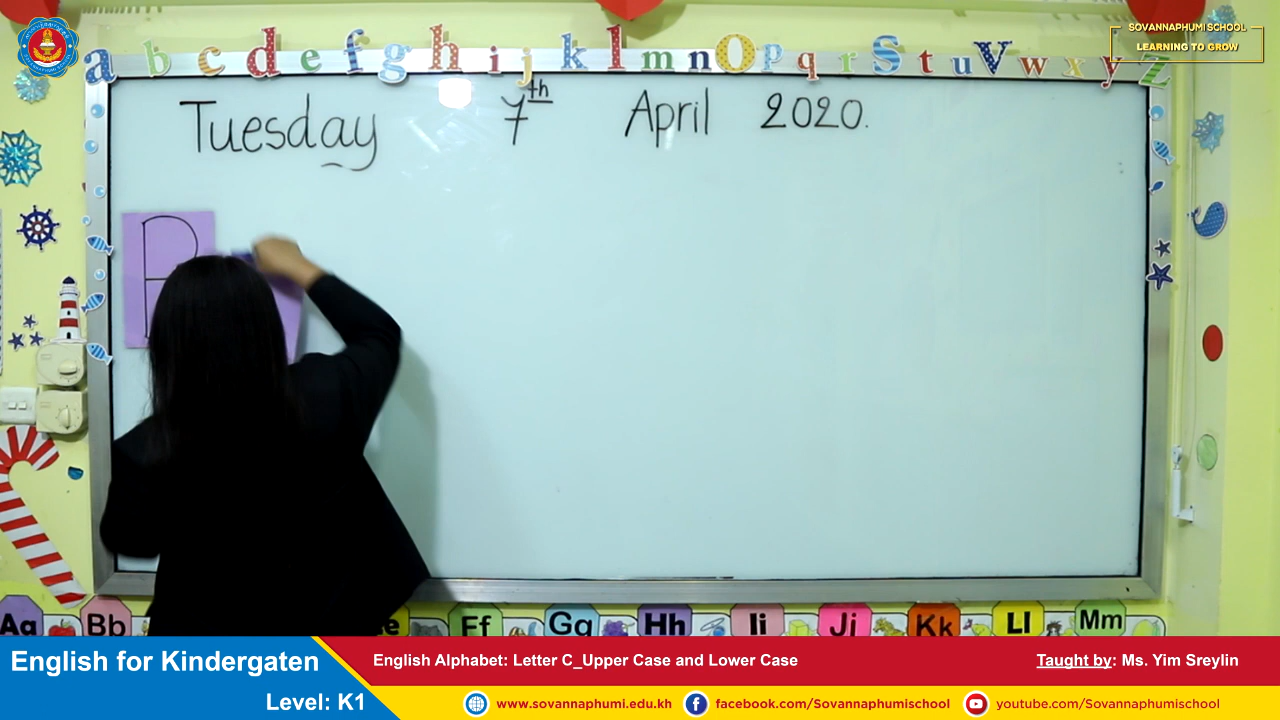 SOVANNAPHUMI SCHOOL
LEARNING TO GROW
a b c d e f g h i j k l m n o p q r s t u v w x y z
Tuesday 7th April 2020.
Aa Bb Ff Gg Hh Ii Jj Kk Ll Mm
English for Kindergaten
Level: K1
English Alphabet: Letter C_Upper Case and Lower Case
Taught by: Ms. Yim Sreylin
www.sovannaphumi.edu.kh
facebook.com/Sovannaphumischool
youtube.com/Sovannaphumischool